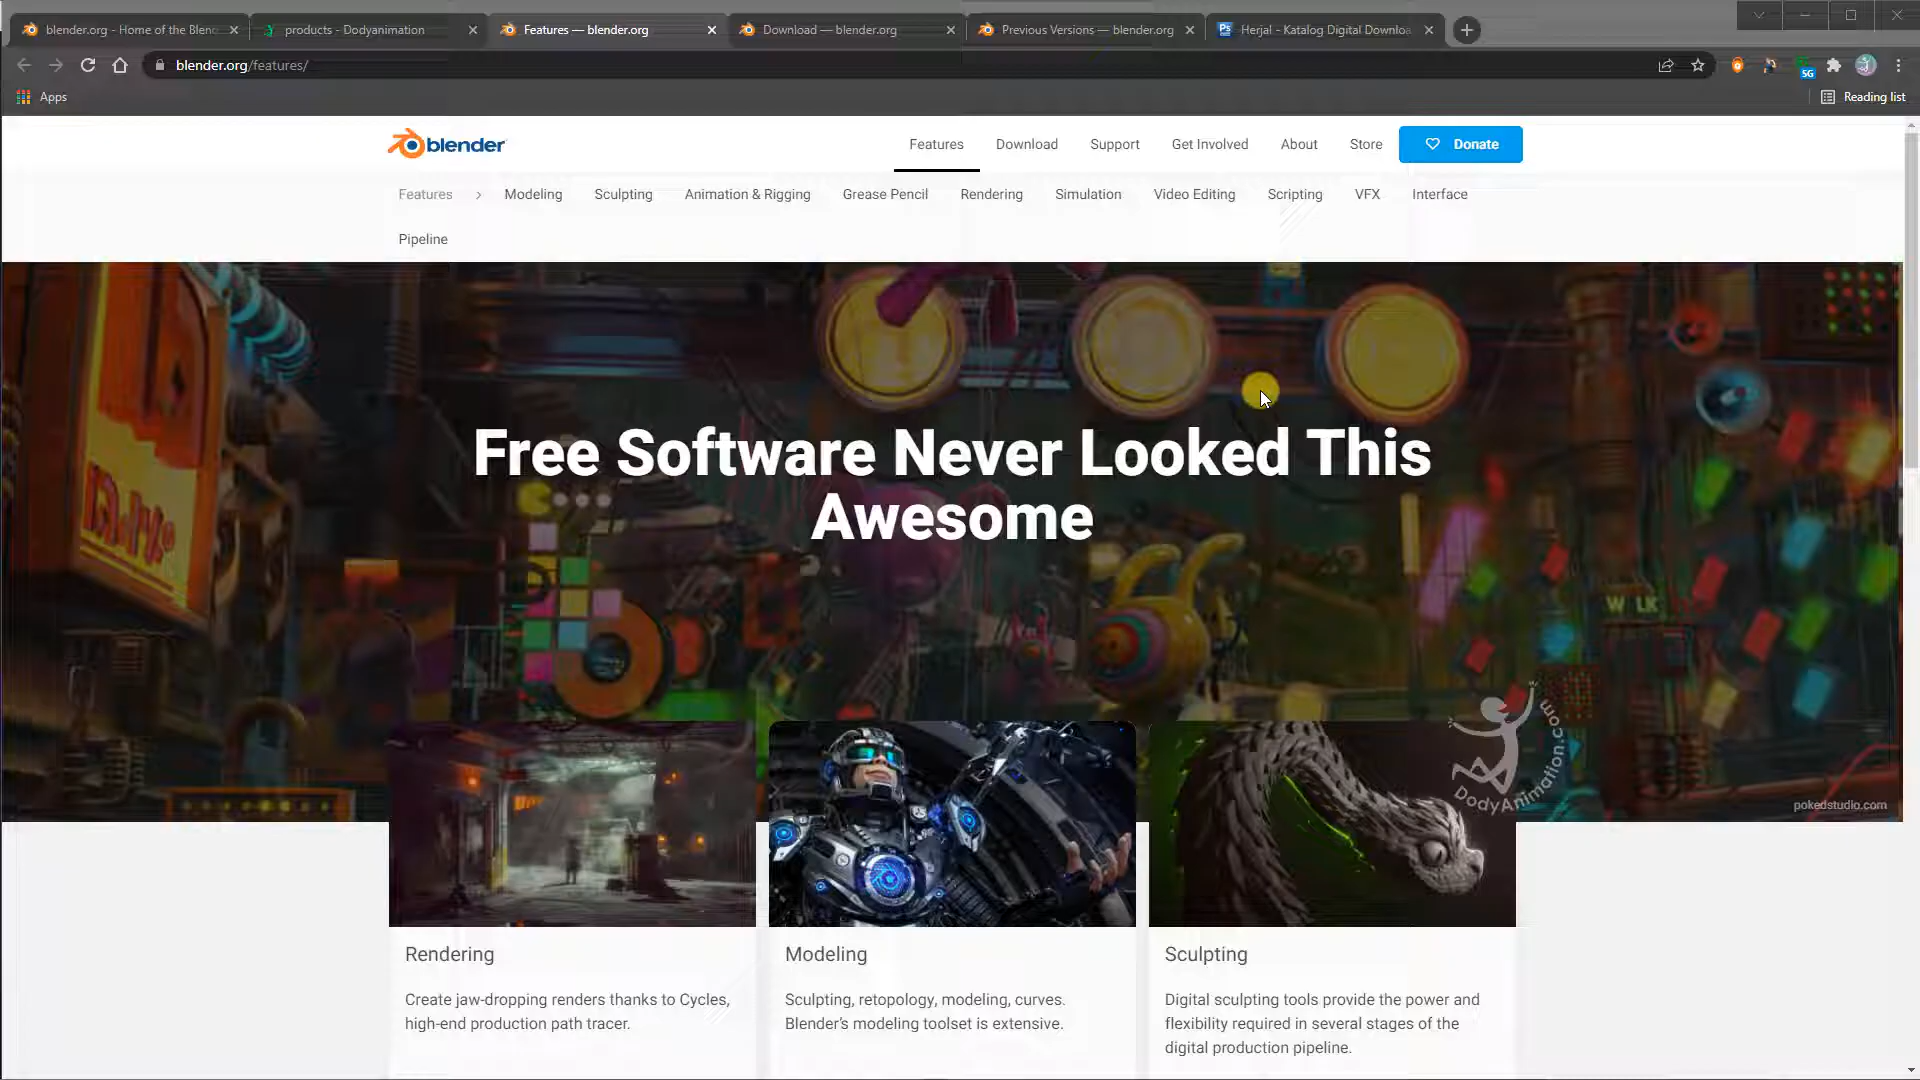 blender.org - Home of the Blen
products - Dodyanimation
Features — blender.org
Download — blender.org
Previous Versions — blender.org
Herjal - Katalog Digital Downloa
blender.org/features/
5G
Apps
Reading list
blender
Features
Download
Support
Get Involved
About
Store
Donate
Features
Modeling
Sculpting
Animation & Rigging
Grease Pencil
Rendering
Simulation
Video Editing
Scripting
VFX
Interface
Pipeline
Free Software Never Looked This
Awesome
DodyAnimation.com
pokedstudio.com
Rendering
Create jaw-dropping renders thanks to Cycles,
high-end production path tracer.
Modeling
Sculpting, retopology, modeling, curves.
Blender's modeling toolset is extensive.
Sculpting
Digital sculpting tools provide the power and
flexibility required in several stages of the
digital production pipeline.